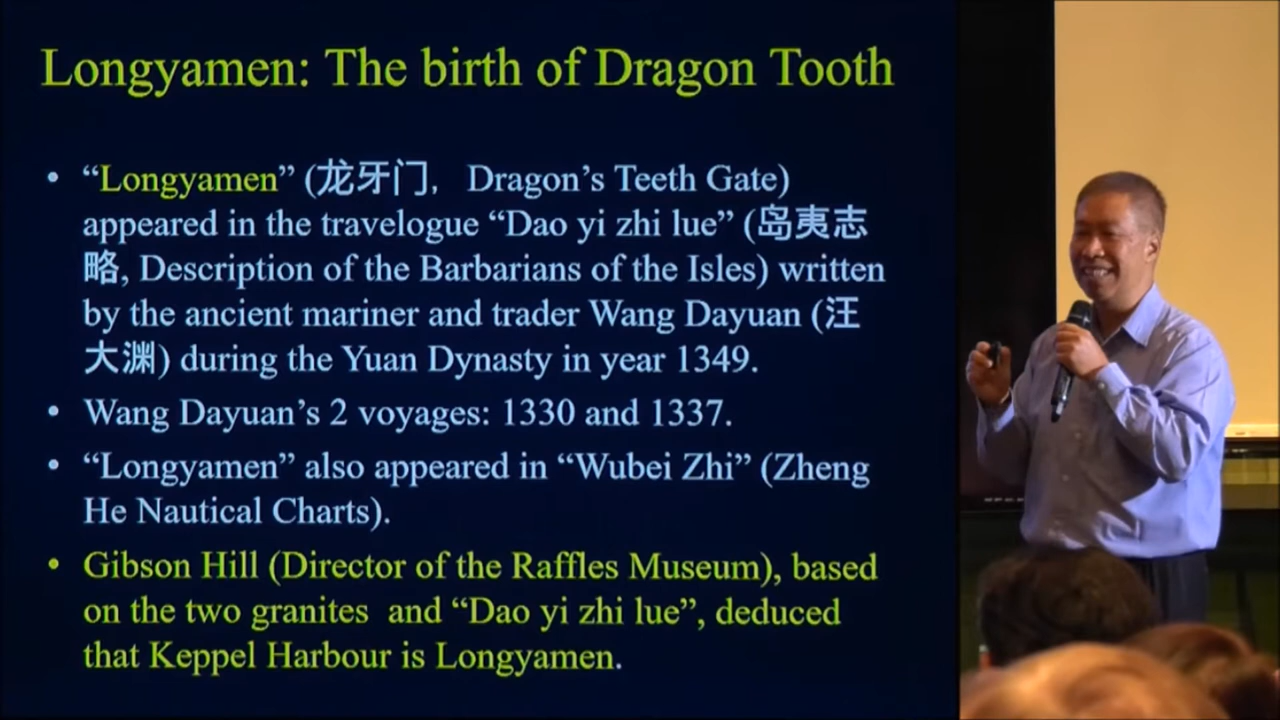 Longyamen: The birth of Dragon Tooth
• “Longyamen” (龙牙门, Dragon’s Teeth Gate)
appeared in the travelogue “Dao yi zhi lue” (岛夷志
略, Description of the Barbarians of the Isles) written
by the ancient mariner and trader Wang Dayuan (汪
大渊) during the Yuan Dynasty in year 1349.
• Wang Dayuan’s 2 voyages: 1330 and 1337.
• “Longyamen” also appeared in “Wubei Zhi” (Zheng
He Nautical Charts).
• Gibson Hill (Director of the Raffles Museum), based
on the two granites and “Dao yi zhi lue”, deduced
that Keppel Harbour is Longyamen.